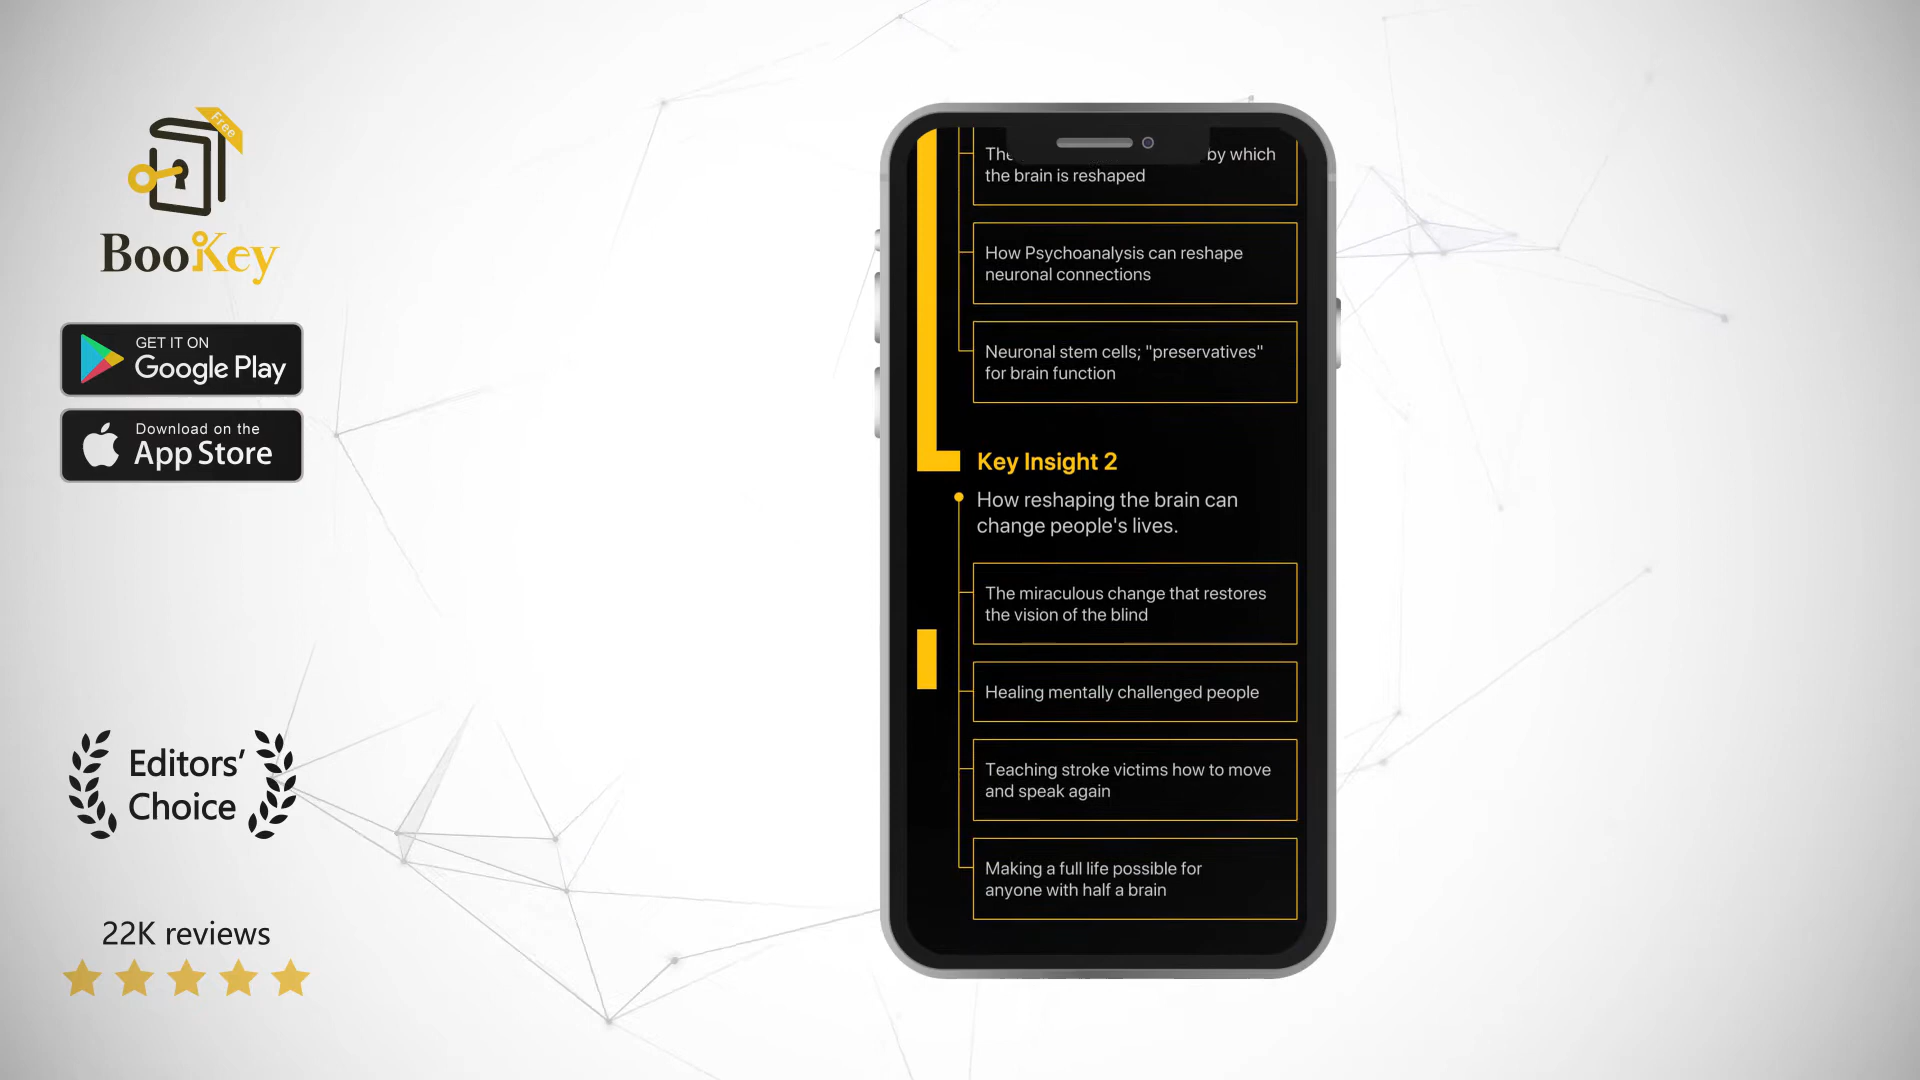 Free
Bookey
GET IT ON
Google Play
Download on the
App Store
Editors’
Choice
22K reviews
by which
the brain is reshaped
How Psychoanalysis can reshape
neuronal connections
Neuronal stem cells; "preservatives"
for brain function
Key Insight 2
How reshaping the brain can
change people's lives.
The miraculous change that restores
the vision of the blind
Healing mentally challenged people
Teaching stroke victims how to move
and speak again
Making a full life possible for
anyone with half a brain